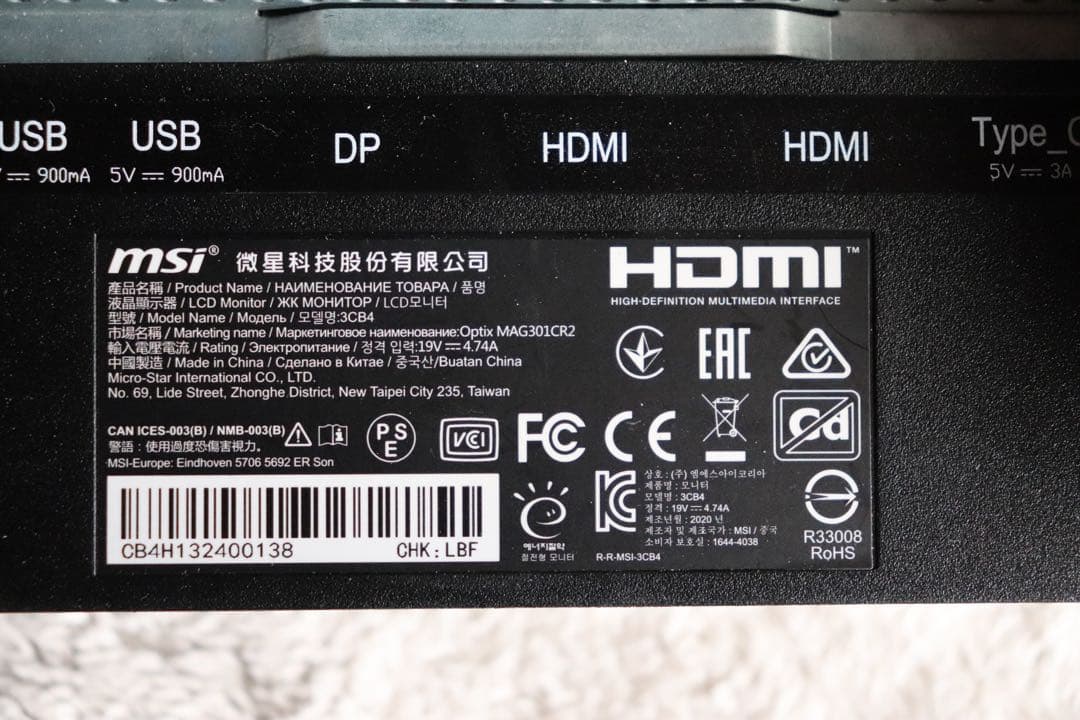 USB USB DP HDMI HDMI Type_C
V ⎓ 900mA 5V ⎓ 900mA 5V ⎓ 3A
msi® 微星科技股份有限公司
產品名稱 / Product Name / НАИМЕНОВАНИЕ ТОВАРА / 품명
液晶顯示器 / LCD Monitor / ЖК МОНИТОР / LCD모니터
型號 / Model Name / Модель / 모델명:3CB4
市場名稱 / Marketing name / Маркетинговое наименование:Optix MAG301CR2
輸入電壓電流 / Rating / Электропитание / 정격 입력:19V ⎓ 4.74A
中國製造 / Made in China / Сделано в Китае / 중국산/Buatan China
Micro-Star International CO., LTD.
No. 69, Lide Street, Zhonghe District, New Taipei City 235, Taiwan
HDMI™
HIGH-DEFINITION MULTIMEDIA INTERFACE
EAC
CAN ICES-003(B) / NMB-003(B)
警語：使用過度恐傷害視力。
MSI-Europe: Eindhoven 5706 5692 ER Son
PSE
VCCI
FC CE
Cd
CB4H132400138 CHK:LBF
에너지절약
절전형 모니터
KC
상호 : (주) 엠에스아이코리아
제품명 : 모니터
모델명 : 3CB4
정격 : 19V ⎓ 4.74A
제조년월 : 2020 년
제조자 및 제조국가 : MSI / 중국
소비자 보호실 : 1644-4038
R-R-MSI-3CB4
R33008
RoHS